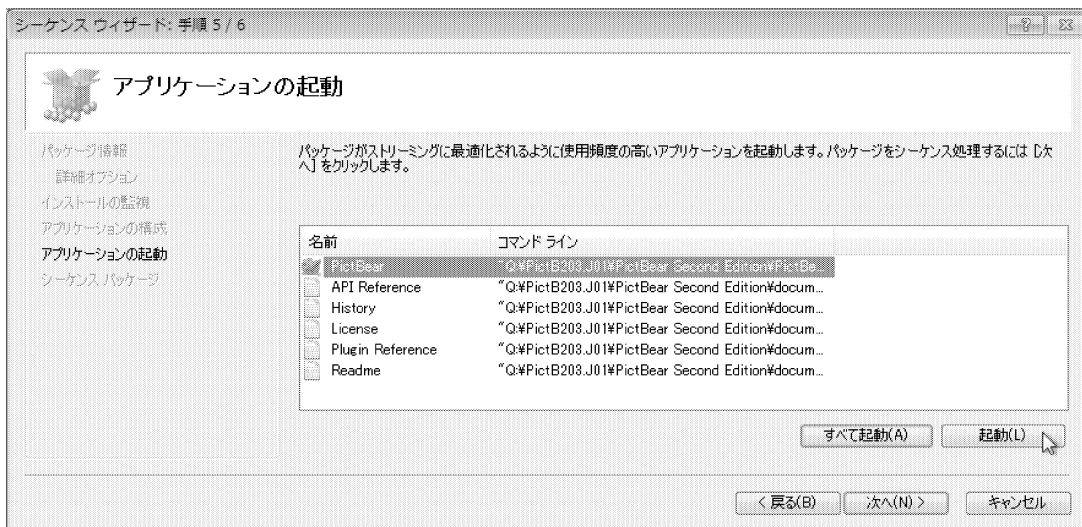 シーケンス ウィザード: 手順 5 / 6
アプリケーションの起動
パッケージ情報
詳細オプション
インストールの監視
アプリケーションの構成
アプリケーションの起動
シーケンス パッケージ
パッケージがストリーミングに最適化されるように使用頻度の高いアプリケーションを起動します。パッケージをシーケンス処理するには [次
へ] をクリックします。
名前 コマンド ライン
PictBear "Q:¥PictB203.J01¥PictBear Second Edition¥PictBe...
API Reference "Q:¥PictB203.J01¥PictBear Second Edition¥docum...
History "Q:¥PictB203.J01¥PictBear Second Edition¥docum...
License "Q:¥PictB203.J01¥PictBear Second Edition¥docum...
Plugin Reference "Q:¥PictB203.J01¥PictBear Second Edition¥docum...
Readme "Q:¥PictB203.J01¥PictBear Second Edition¥docum...
すべて起動(A) 起動(L)
< 戻る(B) 次へ(N) > キャンセル